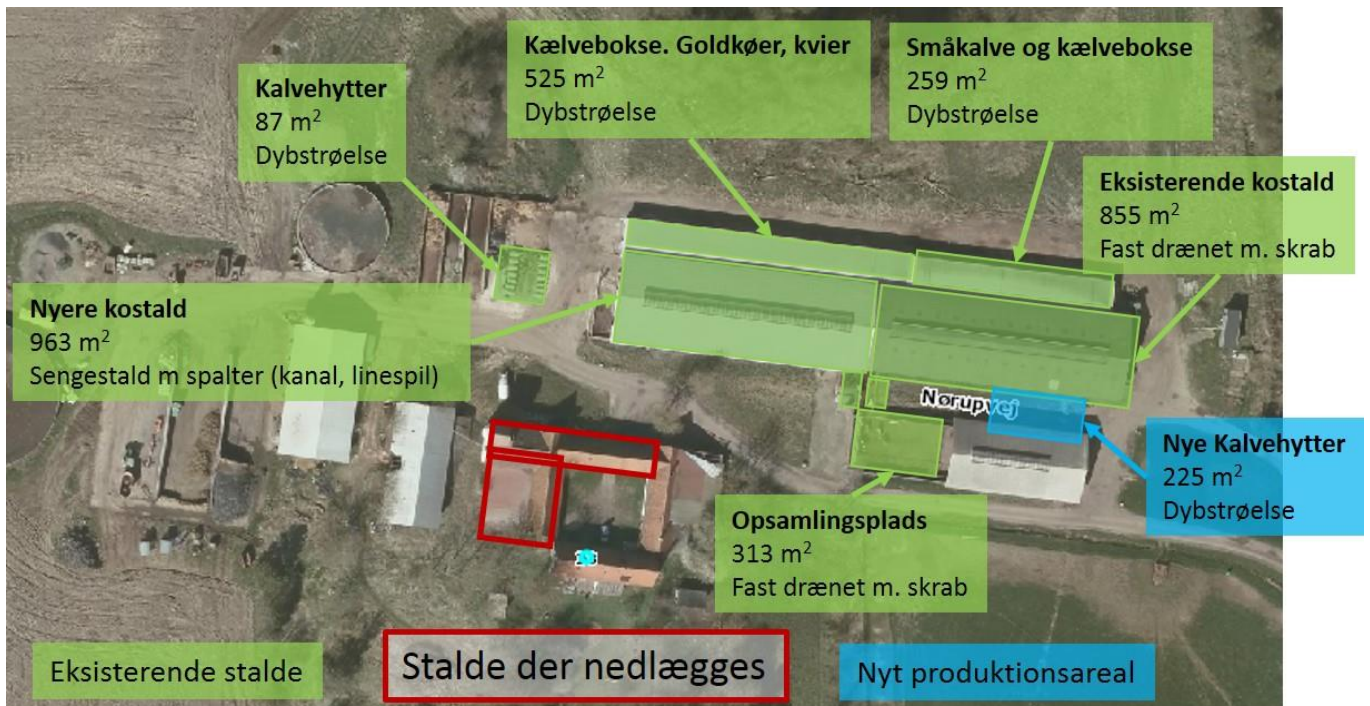 Kælvebokse. Goldkøer, kvier
525 m²
Dybstrøelse
Småkalve og kælvebokse
259 m²
Dybstrøelse
Kalvehytter
87 m²
Dybstrøelse
Eksisterende kostald
855 m²
Fast drænet m. skrab
Nyere kostald
963 m²
Sengestald m spalter (kanal, linespil)
Nørupvej
Nye Kalvehytter
225 m²
Dybstrøelse
Opsamlingsplads
313 m²
Fast drænet m. skrab
Eksisterende stalde
Stalde der nedlægges
Nyt produktionsareal